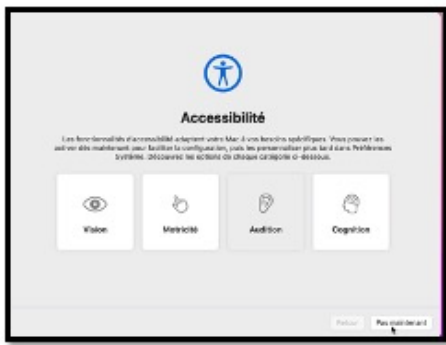 Accessibilité
Les fonctionnalités d'accessibilité adaptent votre Mac à vos besoins spécifiques. Vous pouvez les
activer dès maintenant pour faciliter la configuration, puis les personnaliser plus tard dans Préférences
Système. Découvrez les options de chaque catégorie ci-dessous.
Vision
Motricité
Audition
Cognition
Retour
Pas maintenant